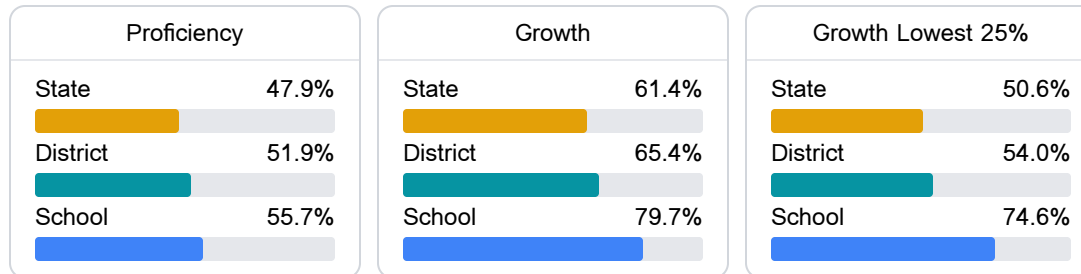 Proficiency
State 47.9%
District 51.9%
School 55.7%
Growth
State 61.4%
District 65.4%
School 79.7%
Growth Lowest 25%
State 50.6%
District 54.0%
School 74.6%